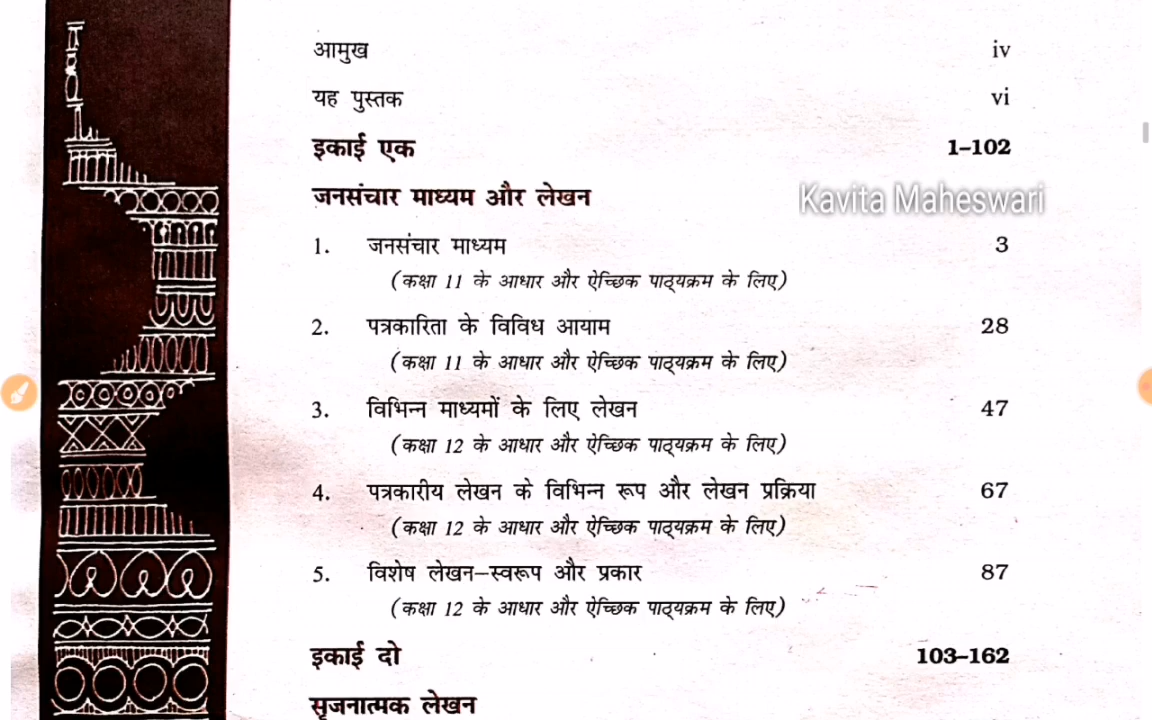 आमुख iv
यह पुस्तक vi
इकाई एक 1–102
जनसंचार माध्यम और लेखन
Kavita Maheswari
1. जनसंचार माध्यम 3
(कक्षा 11 के आधार और ऐच्छिक पाठ्यक्रम के लिए)
2. पत्रकारिता के विविध आयाम 28
(कक्षा 11 के आधार और ऐच्छिक पाठ्यक्रम के लिए)
3. विभिन्न माध्यमों के लिए लेखन 47
(कक्षा 12 के आधार और ऐच्छिक पाठ्यक्रम के लिए)
4. पत्रकारीय लेखन के विभिन्न रूप और लेखन प्रक्रिया 67
(कक्षा 12 के आधार और ऐच्छिक पाठ्यक्रम के लिए)
5. विशेष लेखन–स्वरूप और प्रकार 87
(कक्षा 12 के आधार और ऐच्छिक पाठ्यक्रम के लिए)
इकाई दो 103–162
सृजनात्मक लेखन